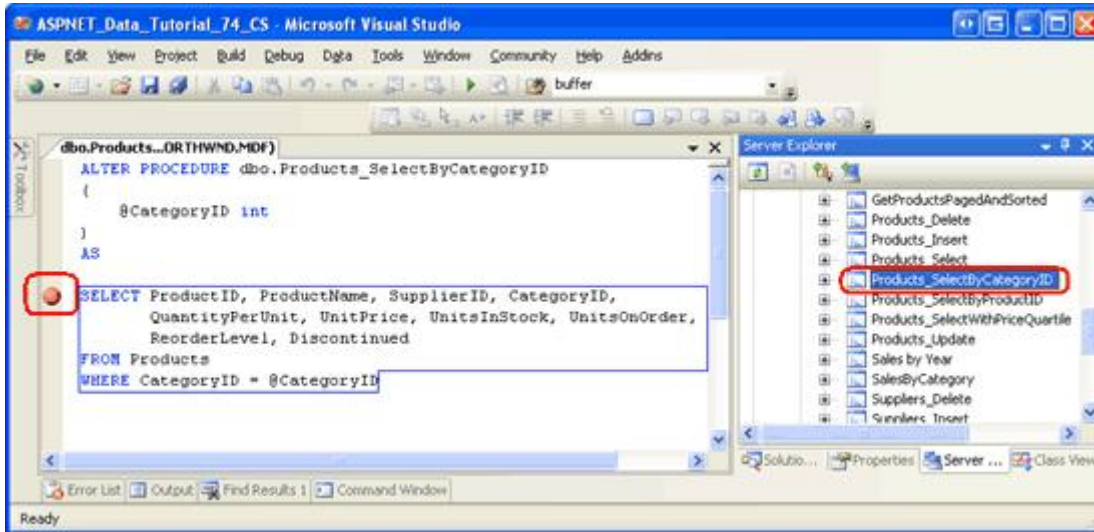 ASPNET_Data_Tutorial_74_CS - Microsoft Visual Studio
File Edit View Project Build Debug Data Tools Window Community Help Addins
buffer
Toolbox
dbo.Products...ORTHWND.MDF)
ALTER PROCEDURE dbo.Products_SelectByCategoryID
(
@CategoryID int
)
AS
SELECT ProductID, ProductName, SupplierID, CategoryID,
QuantityPerUnit, UnitPrice, UnitsInStock, UnitsOnOrder,
ReorderLevel, Discontinued
FROM Products
WHERE CategoryID = @CategoryID
Server Explorer
GetProductsPagedAndSorted
Products_Delete
Products_Insert
Products_Select
Products_SelectByCategoryID
Products_SelectByProductID
Products_SelectWithPriceQuartile
Products_Update
Sales by Year
SalesByCategory
Suppliers_Delete
Suppliers_Insert
Solutio... Properties Server ... Class View
Error List Output Find Results 1 Command Window
Ready